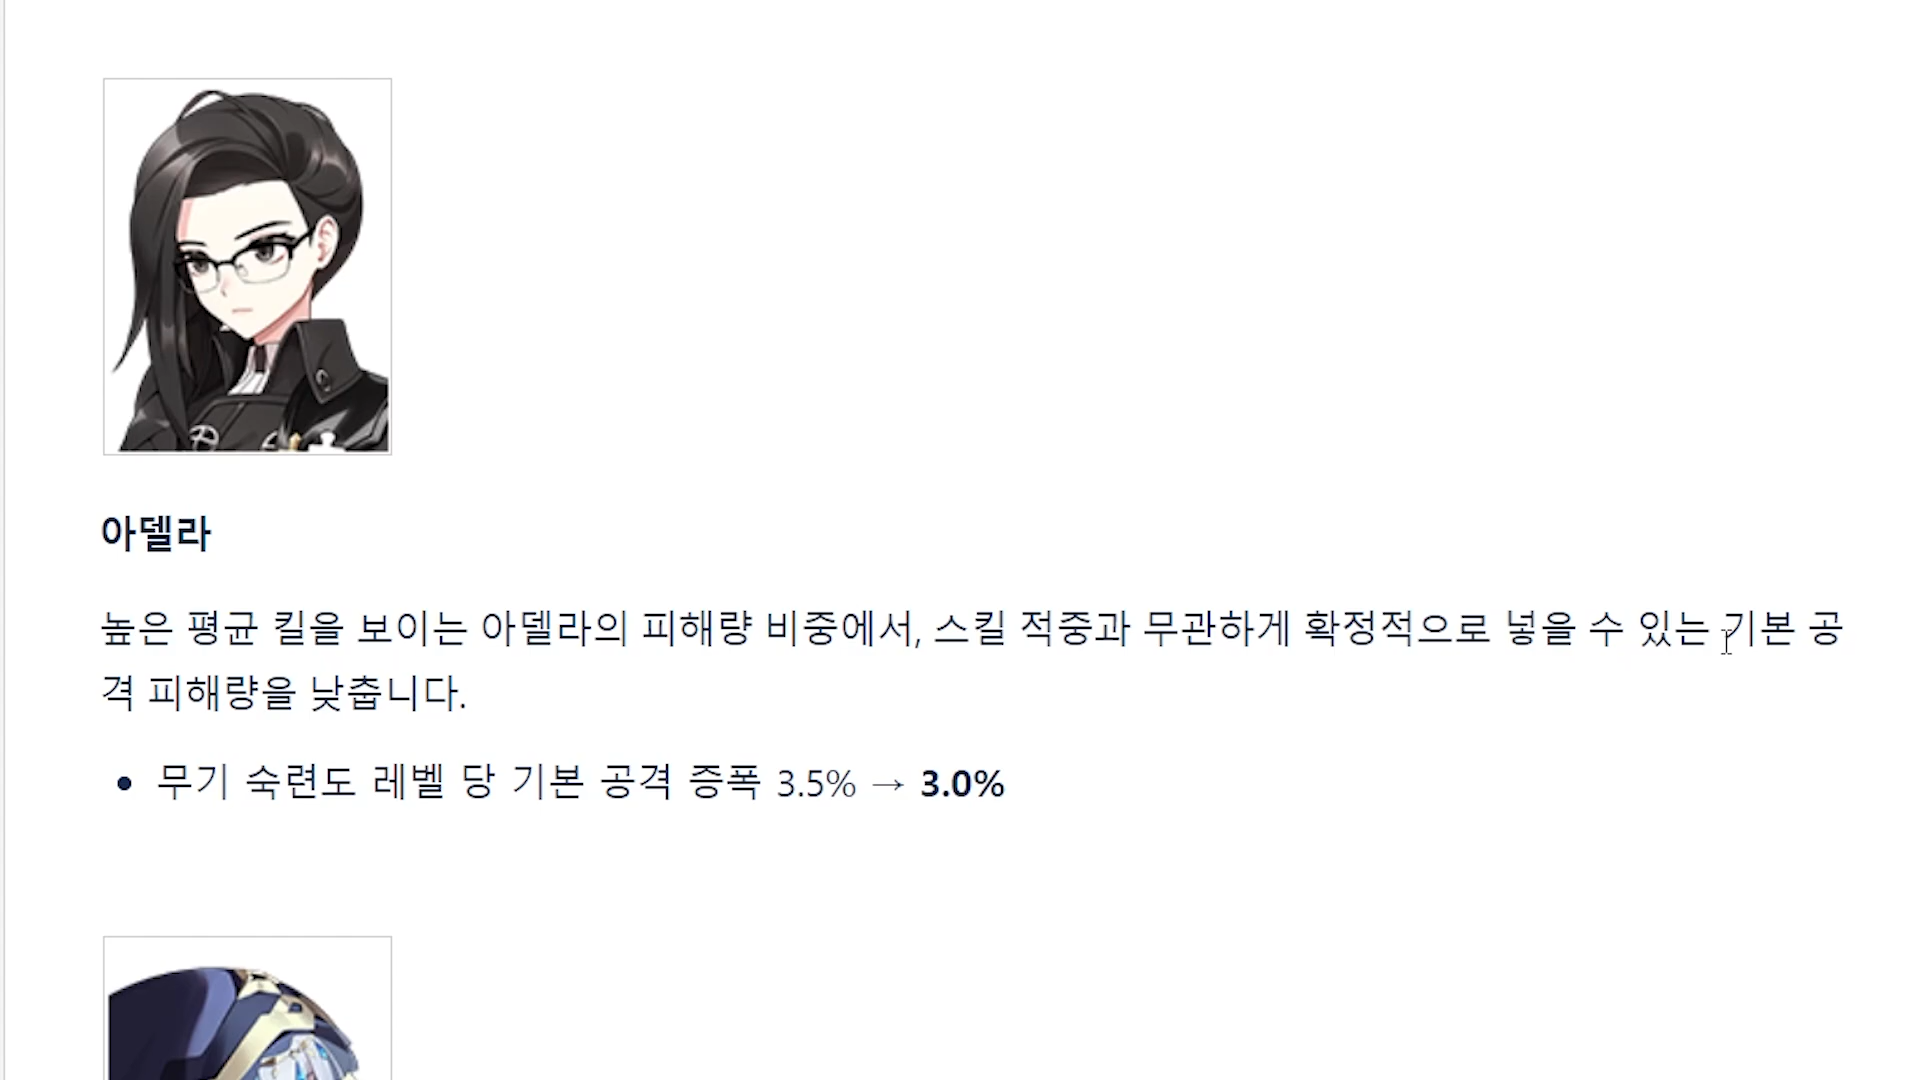 아델라
높은 평균 킬을 보이는 아델라의 피해량 비중에서, 스킬 적중과 무관하게 확정적으로 넣을 수 있는 기본 공
격 피해량을 낮춥니다.
• 무기 숙련도 레벨 당 기본 공격 증폭 3.5% → 3.0%